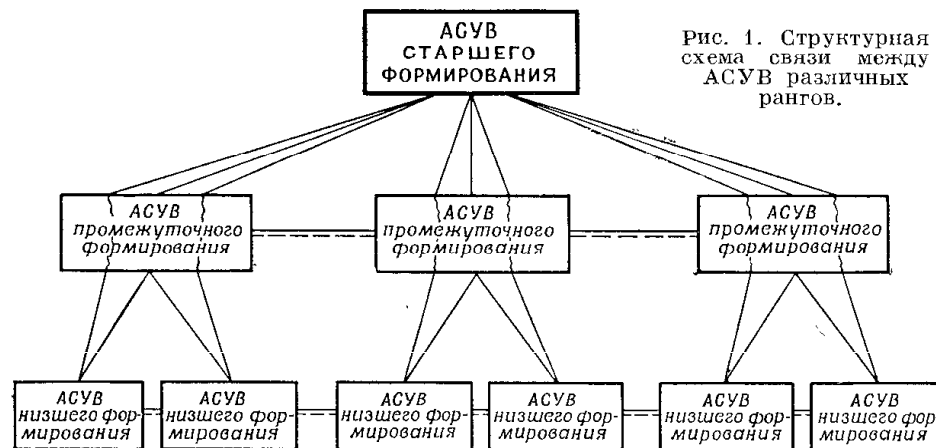 АСУВ
СТАРШЕГО
ФОРМИРОВАНИЯ
Рис. 1. Структурная
схема связи между
АСУВ различных
рангов.
АСУВ
промежуточного
формирования
АСУВ
промежуточного
формирования
АСУВ
промежуточного
формирования
АСУВ
низшего фор-
мирования
АСУВ
низшего фор-
мирования
АСУВ
низшего фор-
мирования
АСУВ
низшего фор-
мирования
АСУВ
низшего фор-
мирования
АСУВ
низшего фор-
мирования